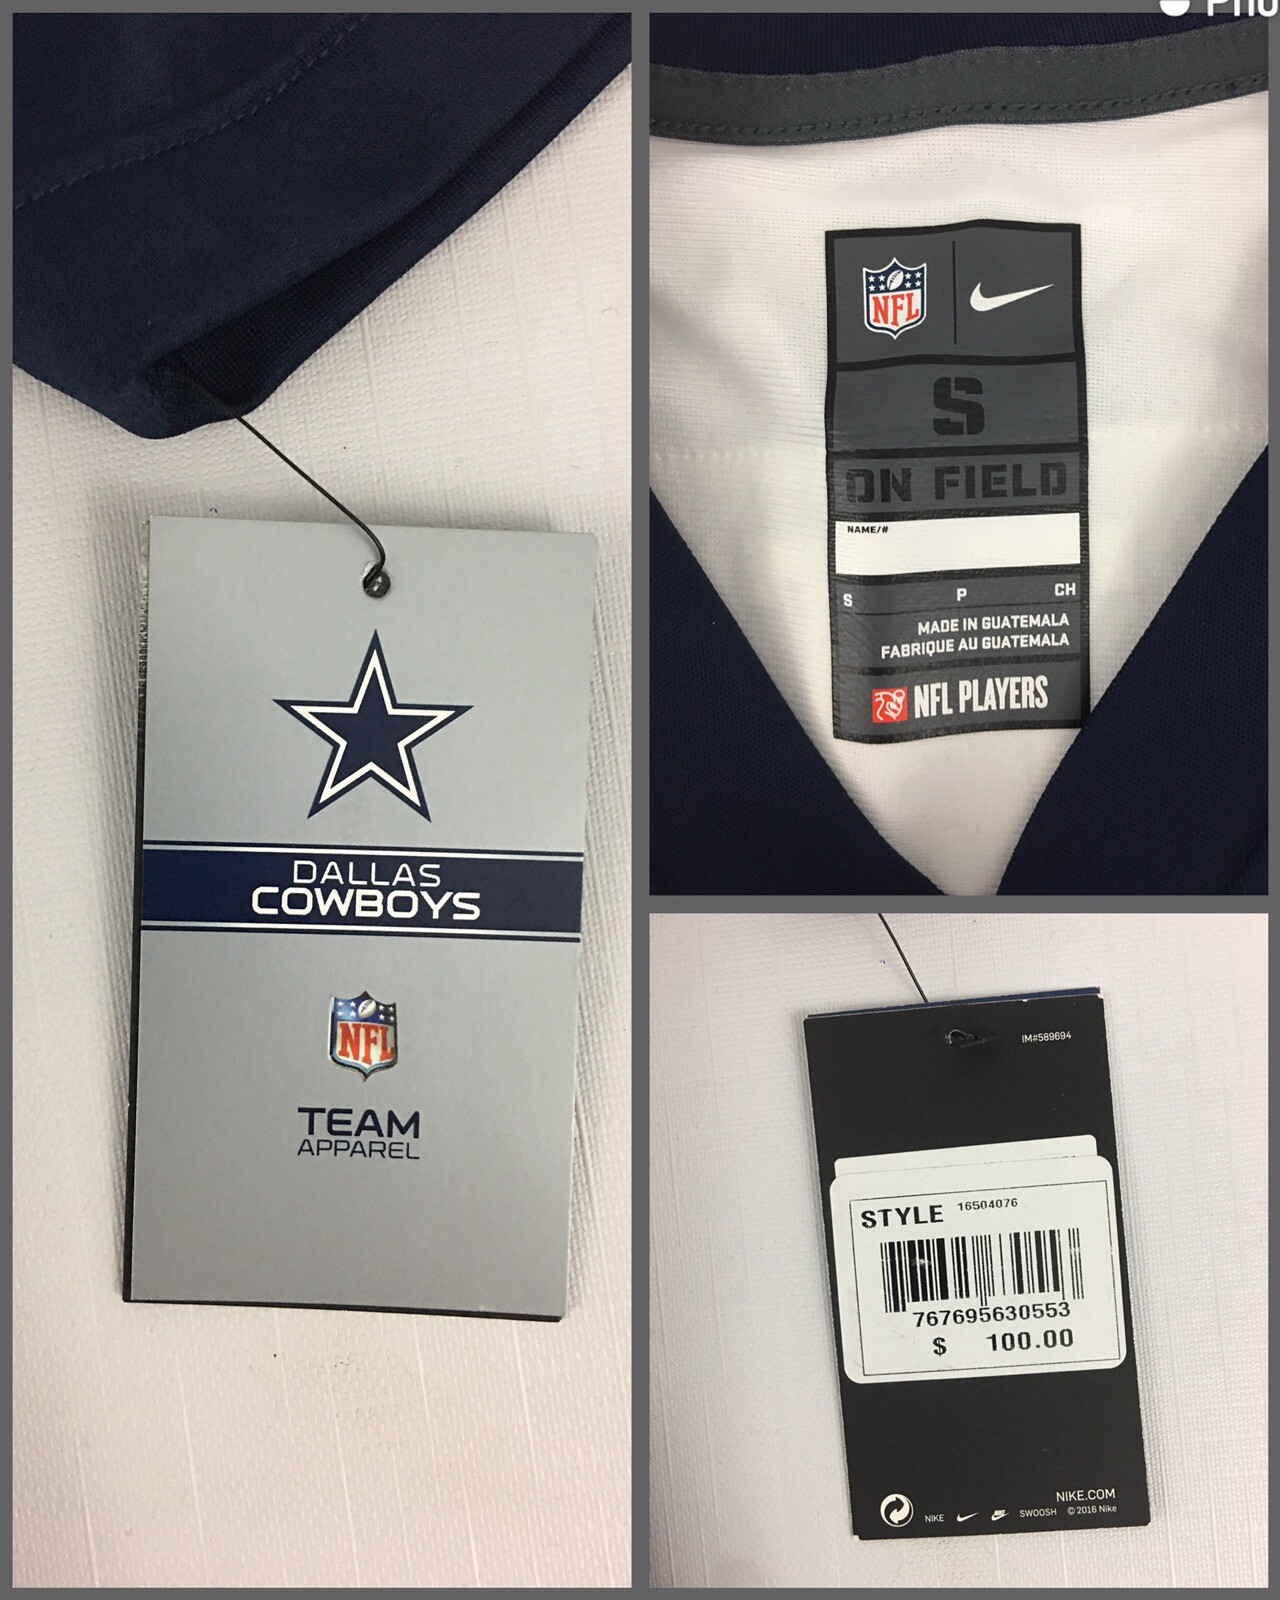 DALLAS
COWBOYS
NFL
TEAM
APPAREL
NFL
S
ON FIELD
NAME/#
S P CH
MADE IN GUATEMALA
FABRIQUE AU GUATEMALA
NFL PLAYERS
IM#589694
STYLE 16504076
767695630553
$ 100.00
NIKE.COM
NIKE SWOOSH © 2016 Nike